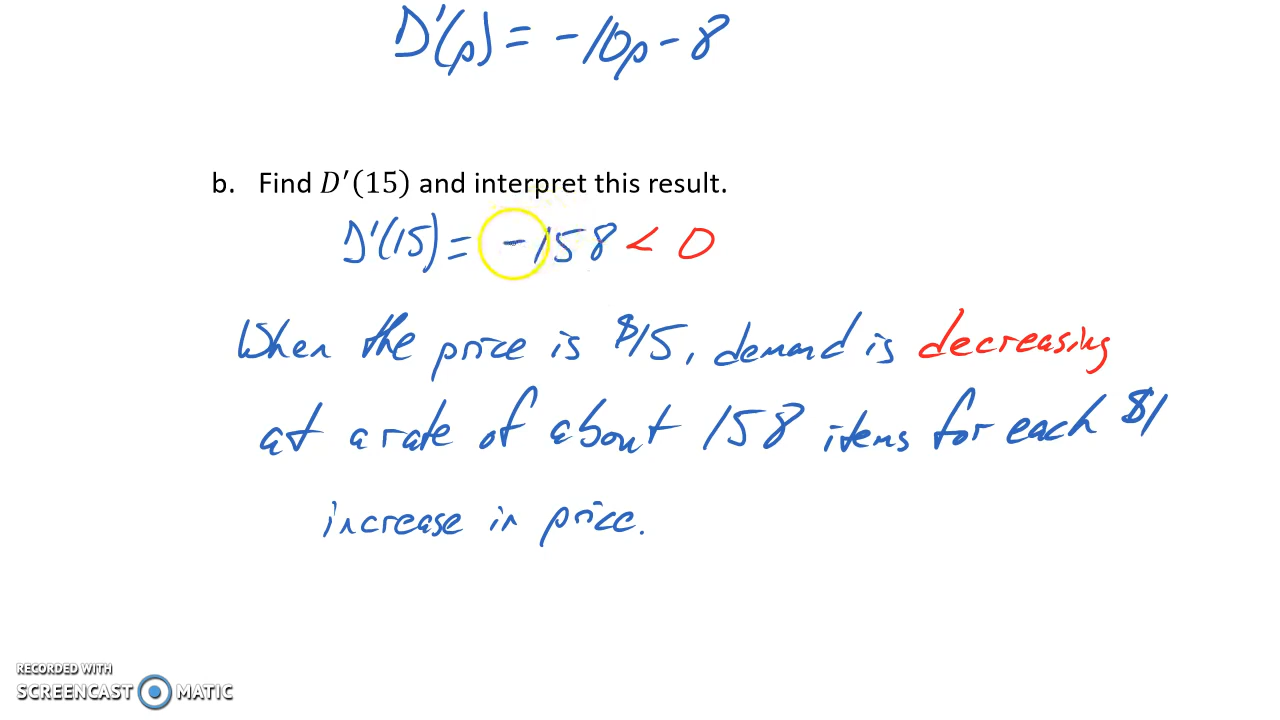 D'(p) = -10p - 8
b. Find D′(15) and interpret this result.
D'(15) = -158 < 0
When the price is $15, demand is decreasing
at a rate of about 158 items for each $1
increase in price.
RECORDED WITH
SCREENCAST MATIC